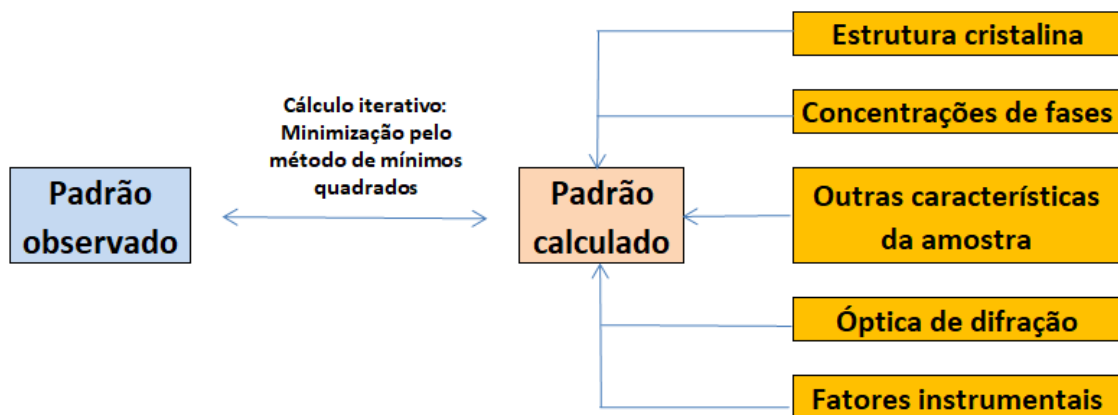 Padrão
observado
Cálculo iterativo:
Minimização pelo
método de mínimos
quadrados
Padrão
calculado
Estrutura cristalina
Concentrações de fases
Outras características
da amostra
Óptica de difração
Fatores instrumentais